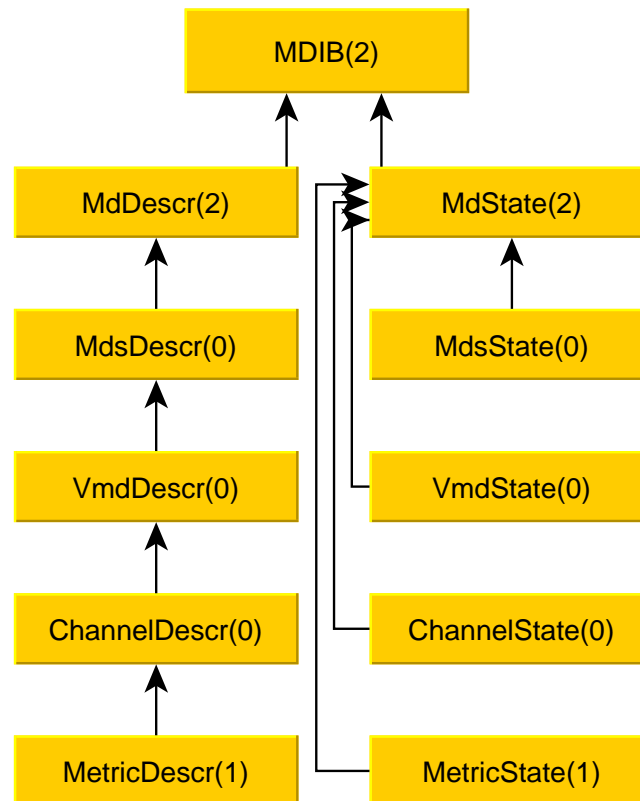 MDIB(2)
MdDescr(2)
MdState(2)
MdsDescr(0)
MdsState(0)
VmdDescr(0)
VmdState(0)
ChannelDescr(0)
ChannelState(0)
MetricDescr(1)
MetricState(1)